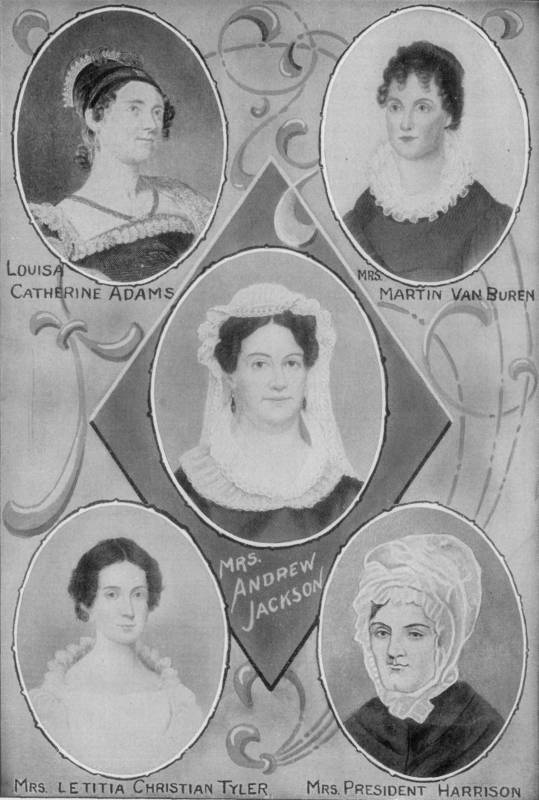 LOUISA
CATHERINE ADAMS
MRS.
MARTIN VAN BUREN
MRS.
ANDREW
JACKSON
MRS. LETITIA CHRISTIAN TYLER
MRS. PRESIDENT HARRISON